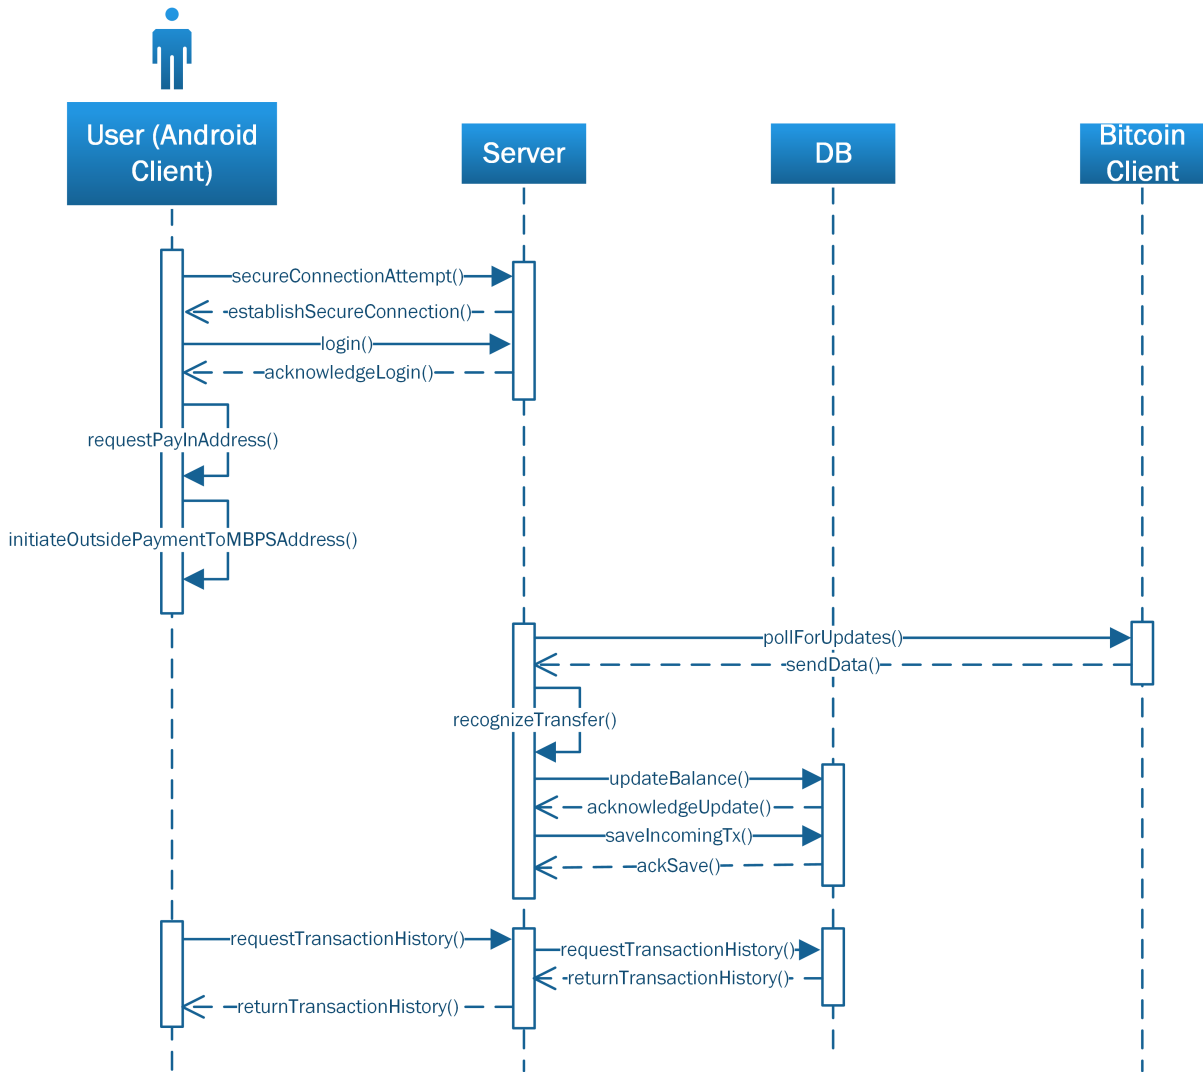 User (Android
Client)
Server
DB
Bitcoin
Client
secureConnectionAttempt()
establishSecureConnection()
login()
acknowledgeLogin()
requestPayInAddress()
initiateOutsidePaymentToMBPSAddress()
pollForUpdates()
sendData()
recognizeTransfer()
updateBalance()
acknowledgeUpdate()
saveIncomingTx()
ackSave()
requestTransactionHistory()
requestTransactionHistory()
returnTransactionHistory()
returnTransactionHistory()